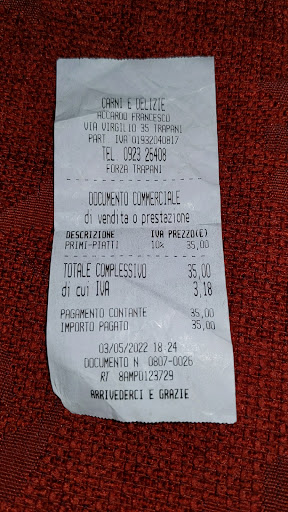 CARNI E DELIZIE
ACCARDO FRANCESCO
VIA VIRGILIO 35 TRAPANI
PART IVA 01932040817
TEL 0923 26408
FORZA TRAPANI
DOCUMENTO COMMERCIALE
di vendita o prestazione
DESCRIZIONE IVA PREZZO(€)
PRIMI-PIATTI 10% 35,00
TOTALE COMPLESSIVO 35,00
di cui IVA 3,18
PAGAMENTO CONTANTE 35,00
IMPORTO PAGATO 35,00
03/05/2022 18 24
DOCUMENTO N 0807-0026
RT 8AMPD123729
ARRIVEDERCI E GRAZIE